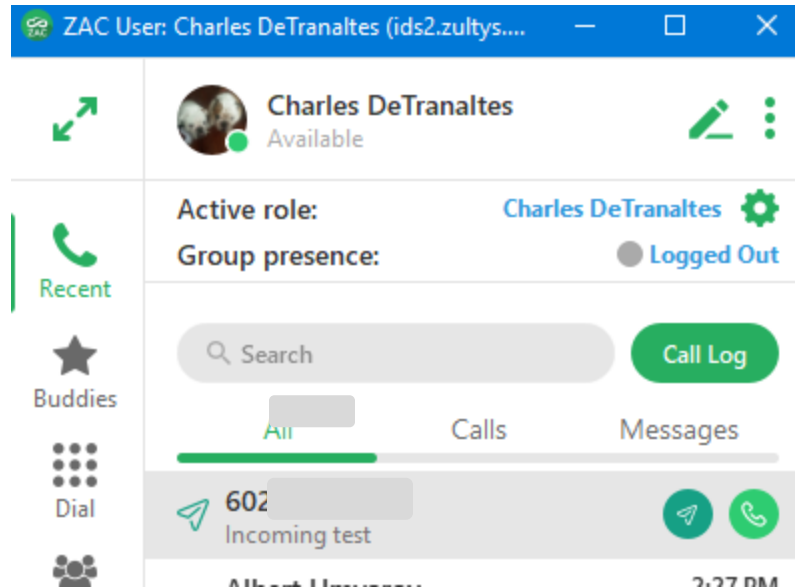 ZAC User: Charles DeTranaltes (ids2.zultys....
Charles DeTranaltes
Available
Active role: Charles DeTranaltes
Group presence: Logged Out
Recent
Search Call Log
Buddies
All Calls Messages
Dial
602
Incoming test
2:27 PM